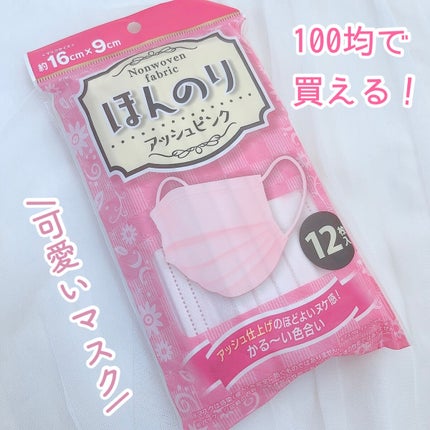 100均で
買える！
約16cm×9cm
Nonwoven
fabric
ほんのり
アッシュピンク
12枚入
アッシュ仕上げのほどよいヌケ感！
かる〜い色合い
\可愛いマスク/